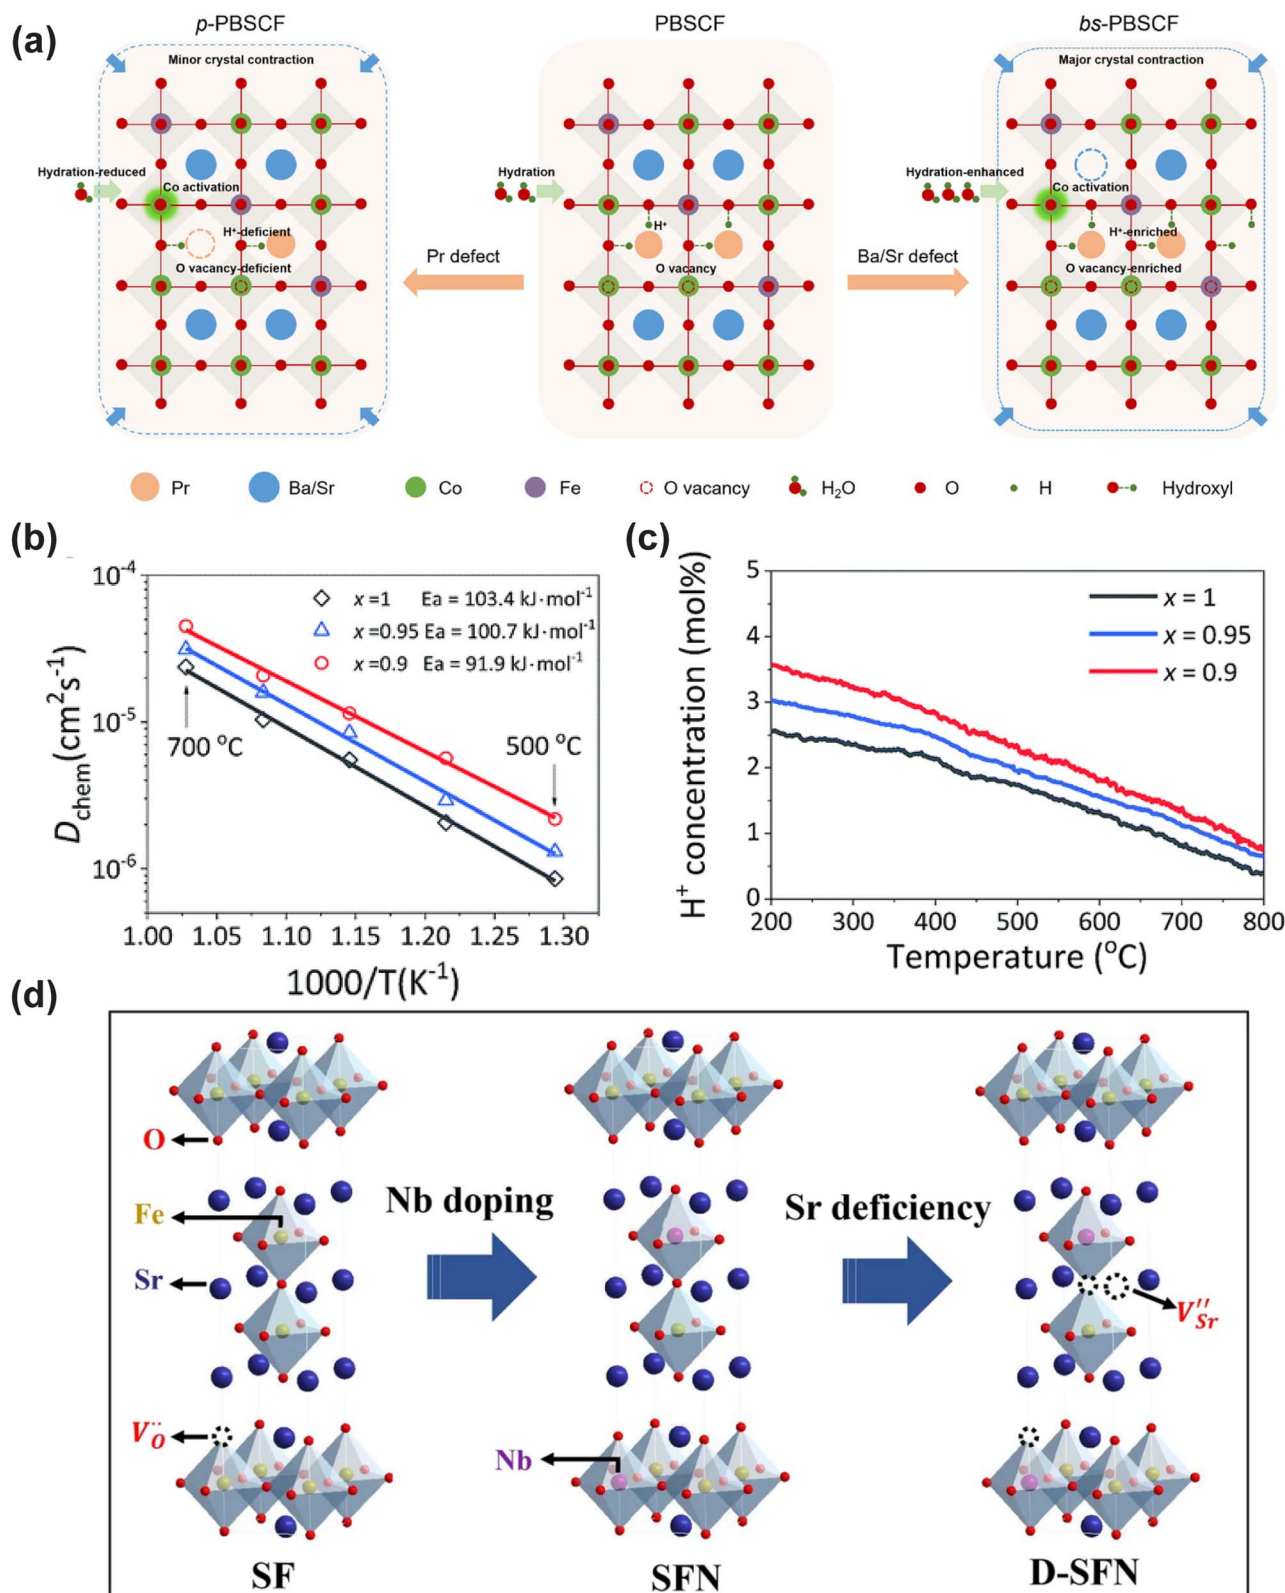 (a)
p-PBSCF
PBSCF
bs-PBSCF
Minor crystal contraction
Major crystal contraction
Hydration-reduced
Co activation
H⁺-deficient
O vacancy-deficient
Pr defect
Hydration
H⁺
O vacancy
Ba/Sr defect
Hydration-enhanced
Co activation
H⁺-enriched
O vacancy-enriched
Pr
Ba/Sr
Co
Fe
O vacancy
H₂O
O
H
Hydroxyl
(b)
10⁻⁴
10⁻⁵
10⁻⁶
D_chem (cm²s⁻¹)
x =1 Ea = 103.4 kJ·mol⁻¹
x =0.95 Ea = 100.7 kJ·mol⁻¹
x =0.9 Ea = 91.9 kJ·mol⁻¹
700 °C
500 °C
1.00 1.05 1.10 1.15 1.20 1.25 1.30
1000/T(K⁻¹)
(c)
5
4
3
2
1
0
H⁺ concentration (mol%)
x = 1
x = 0.95
x = 0.9
200 300 400 500 600 700 800
Temperature (°C)
(d)
O
Fe
Sr
V_O^¨
Nb doping
Nb
Sr deficiency
V_Sr''
SF
SFN
D-SFN